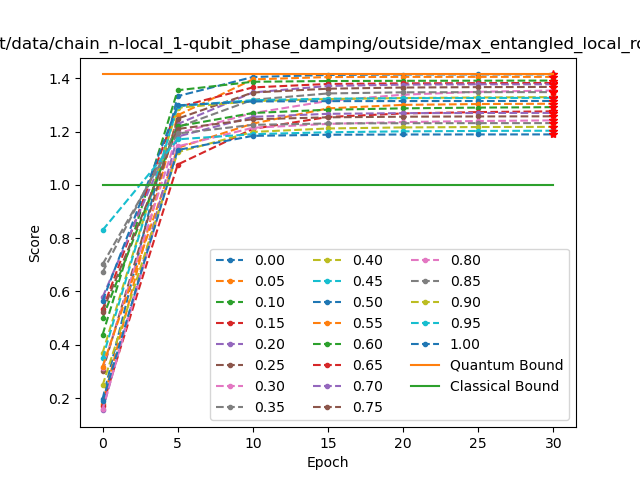 t/data/chain_n-local_1-qubit_phase_damping/outside/max_entangled_local_ro
1.4
1.2
1.0
0.8
0.6
0.4
0.2
Score
0.00 0.40 0.80
0.05 0.45 0.85
0.10 0.50 0.90
0.15 0.55 0.95
0.20 0.60 1.00
0.25 0.65 Quantum Bound
0.30 0.70 Classical Bound
0.35 0.75
0 5 10 15 20 25 30
Epoch